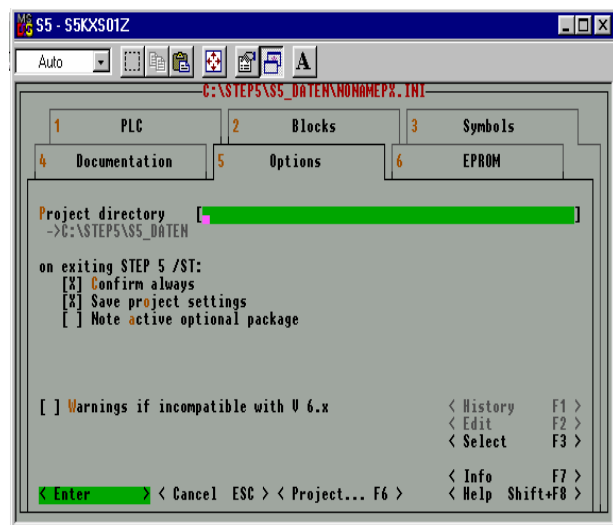 S5 - S5KXS01Z
Auto
A
C:\STEP5\S5_DATEN\NONAMEPX.INI
1 PLC 2 Blocks 3 Symbols
4 Documentation 5 Options 6 EPROM
Project directory [ ]
->C:\STEP5\S5_DATEN
on exiting STEP 5 /ST:
[X] Confirm always
[X] Save project settings
[ ] Note active optional package
[ ] Warnings if incompatible with V 6.x
< History F1 >
< Edit F2 >
< Select F3 >
< Info F7 >
< Enter > < Cancel ESC > < Project... F6 > < Help Shift+F8 >